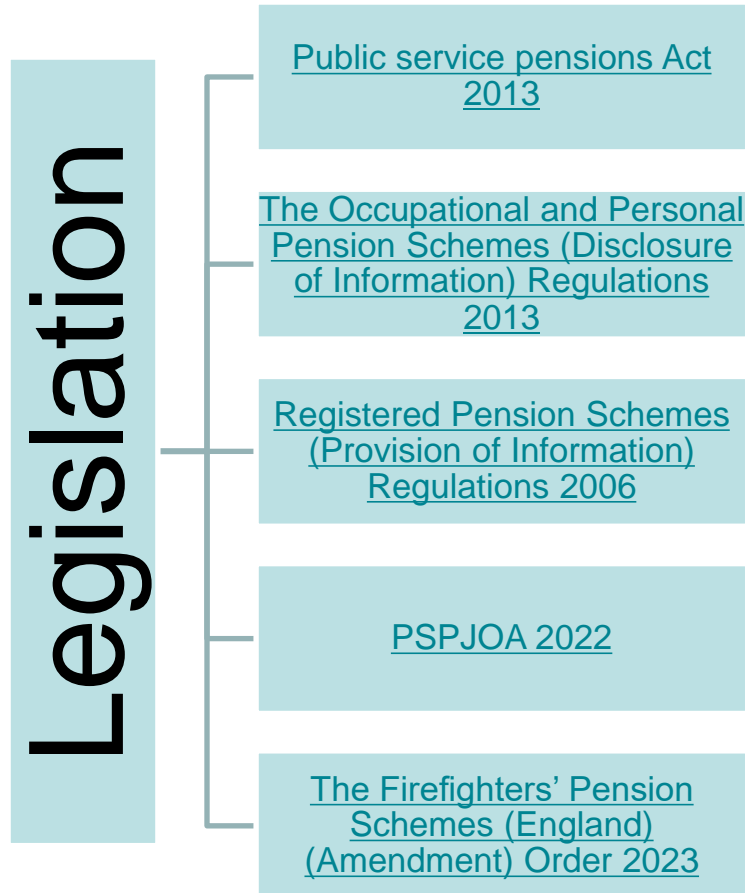 Legislation
Public service pensions Act
2013
The Occupational and Personal
Pension Schemes (Disclosure
of Information) Regulations
2013
Registered Pension Schemes
(Provision of Information)
Regulations 2006
PSPJOA 2022
The Firefighters’ Pension
Schemes (England)
(Amendment) Order 2023